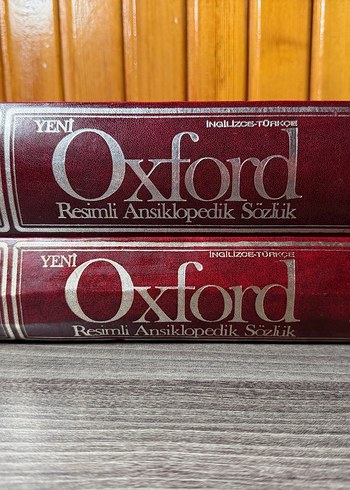 YENİ İNGİLİZCE-TÜRKÇE
Oxford
Resimli Ansiklopedik Sözlük
YENİ İNGİLİZCE-TÜRKÇE
Oxford
Resimli Ansiklopedik Sözlük